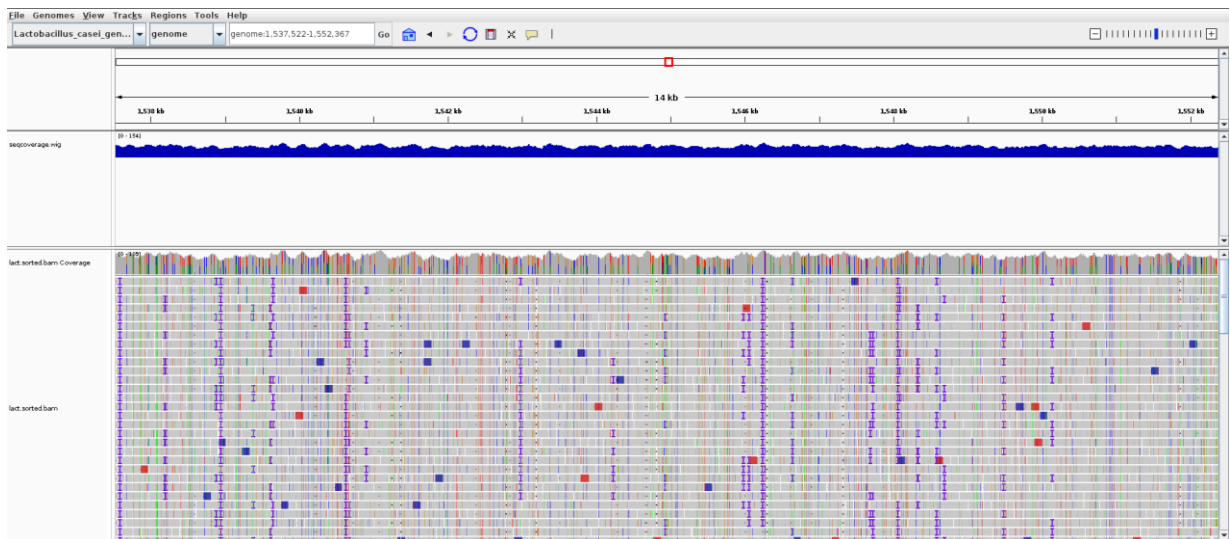 File Genomes View Tracks Regions Tools Help
Lactobacillus_casei_gen... genome genome:1,537,522-1,552,367 Go
14 kb
1,538 kb 1,540 kb 1,542 kb 1,544 kb 1,546 kb 1,548 kb 1,550 kb 1,552 kb
[0 - 154]
seqcoverage.wig
lact.sorted.bam Coverage
lact.sorted.bam